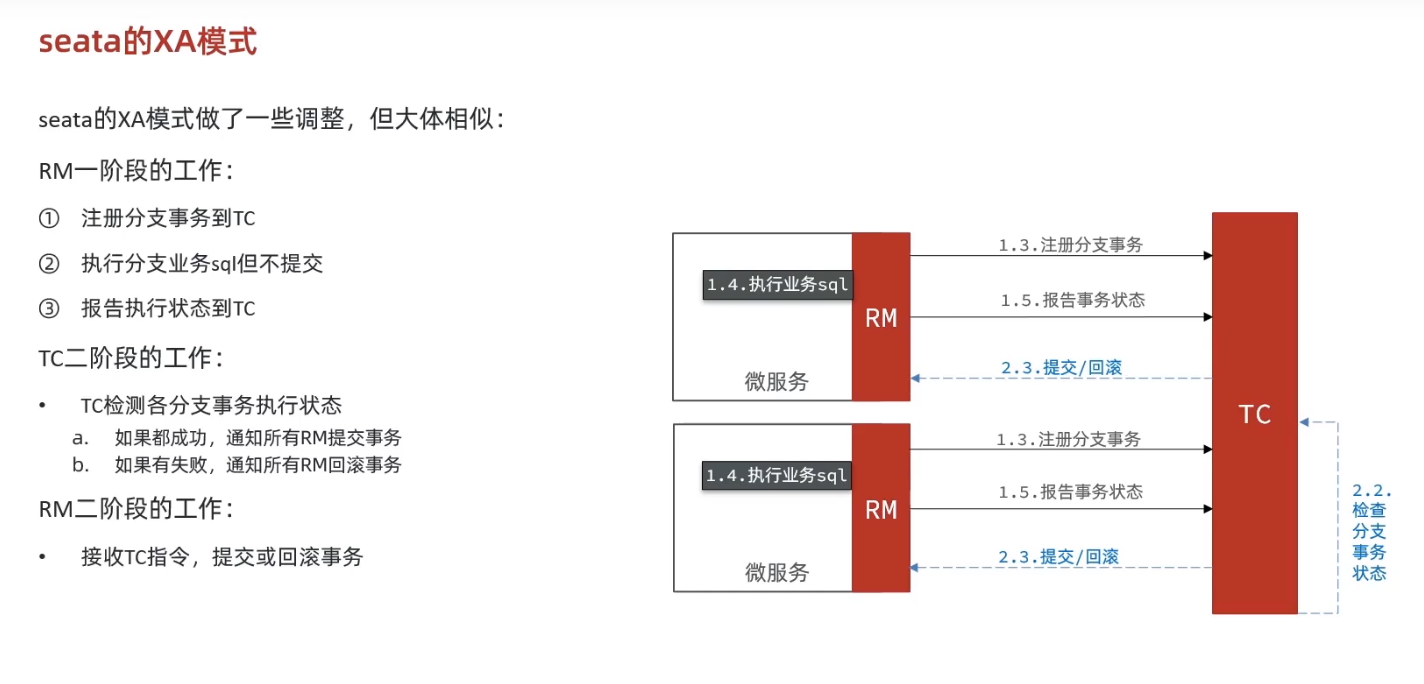 seata的XA模式
seata的XA模式做了一些调整，但大体相似：
RM一阶段的工作：
① 注册分支事务到TC
② 执行分支业务sql但不提交
③ 报告执行状态到TC
TC二阶段的工作：
• TC检测各分支事务执行状态
a. 如果都成功，通知所有RM提交事务
b. 如果有失败，通知所有RM回滚事务
RM二阶段的工作：
• 接收TC指令，提交或回滚事务
1.3.注册分支事务
1.4.执行业务sql
1.5.报告事务状态
RM
2.3.提交/回滚
微服务
TC
1.3.注册分支事务
1.4.执行业务sql
1.5.报告事务状态
RM
2.3.提交/回滚
微服务
2.2.
检查
分支
事务
状态